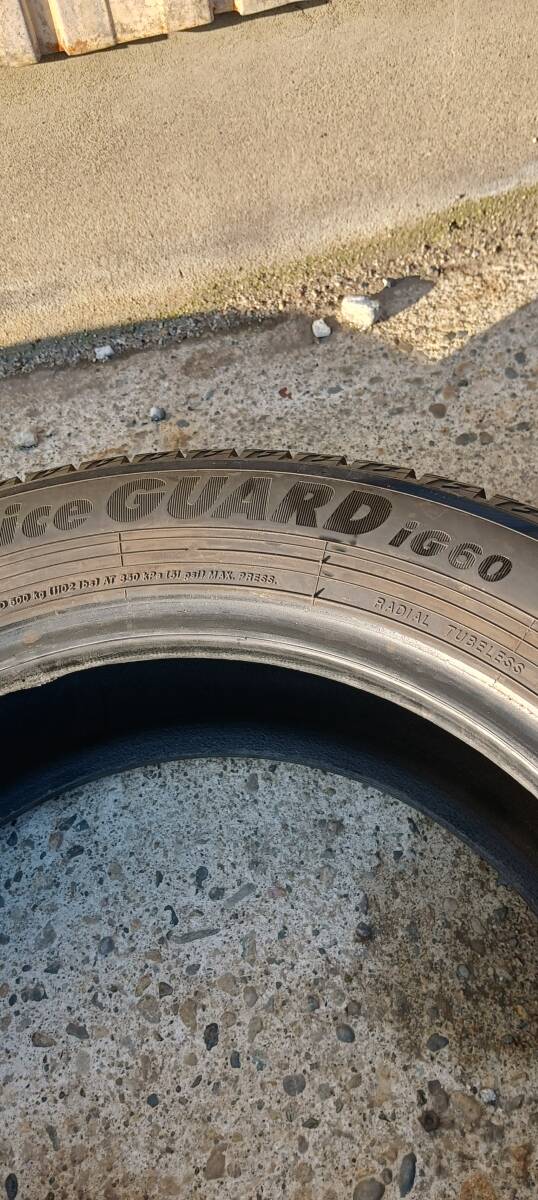 ice GUARD iG60
500 kg (1102 lbs) AT 350 kPa (51 psi) MAX. PRESS.
RADIAL TUBELESS